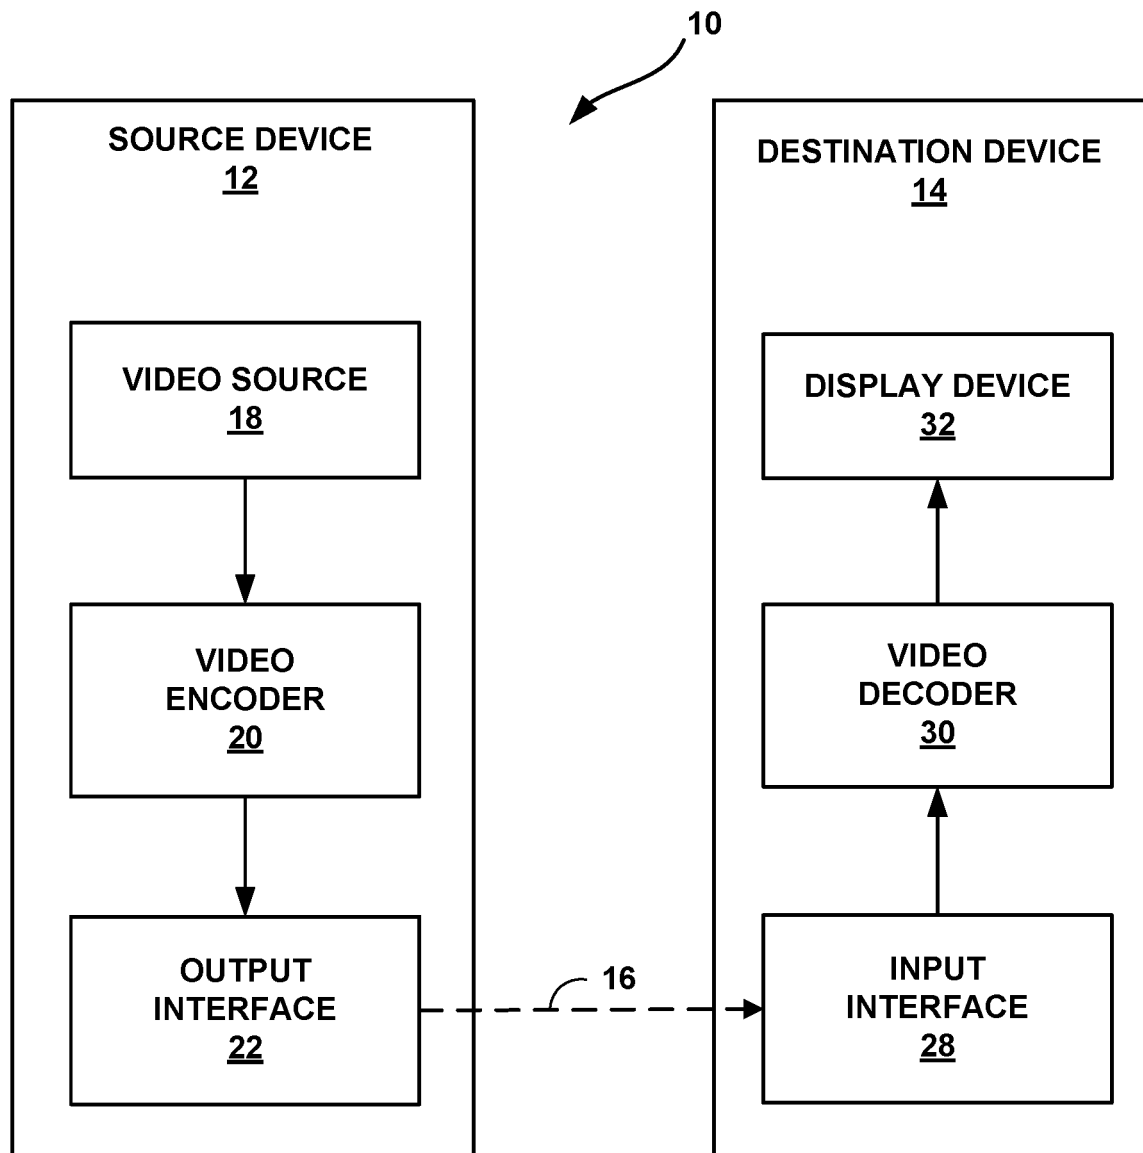 10
SOURCE DEVICE
12
VIDEO SOURCE
18
VIDEO
ENCODER
20
OUTPUT
INTERFACE
22
16
DESTINATION DEVICE
14
DISPLAY DEVICE
32
VIDEO
DECODER
30
INPUT
INTERFACE
28